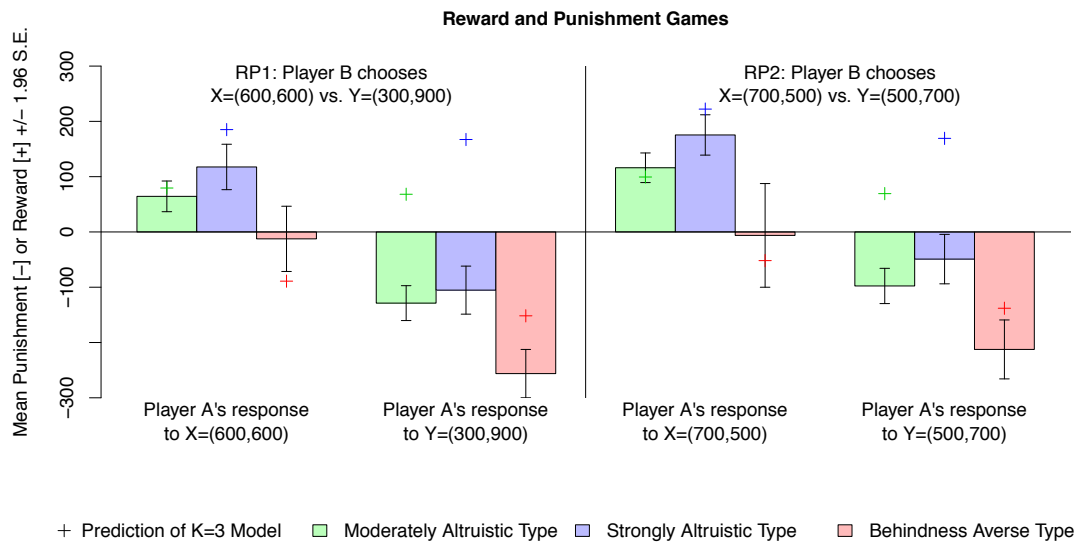 Reward and Punishment Games
Mean Punishment [−] or Reward [+] +/− 1.96 S.E.
300
200
100
0
−100
−300
RP1: Player B chooses
X=(600,600) vs. Y=(300,900)
RP2: Player B chooses
X=(700,500) vs. Y=(500,700)
Player A's response
to X=(600,600)
Player A's response
to Y=(300,900)
Player A's response
to X=(700,500)
Player A's response
to Y=(500,700)
Prediction of K=3 Model
Moderately Altruistic Type
Strongly Altruistic Type
Behindness Averse Type